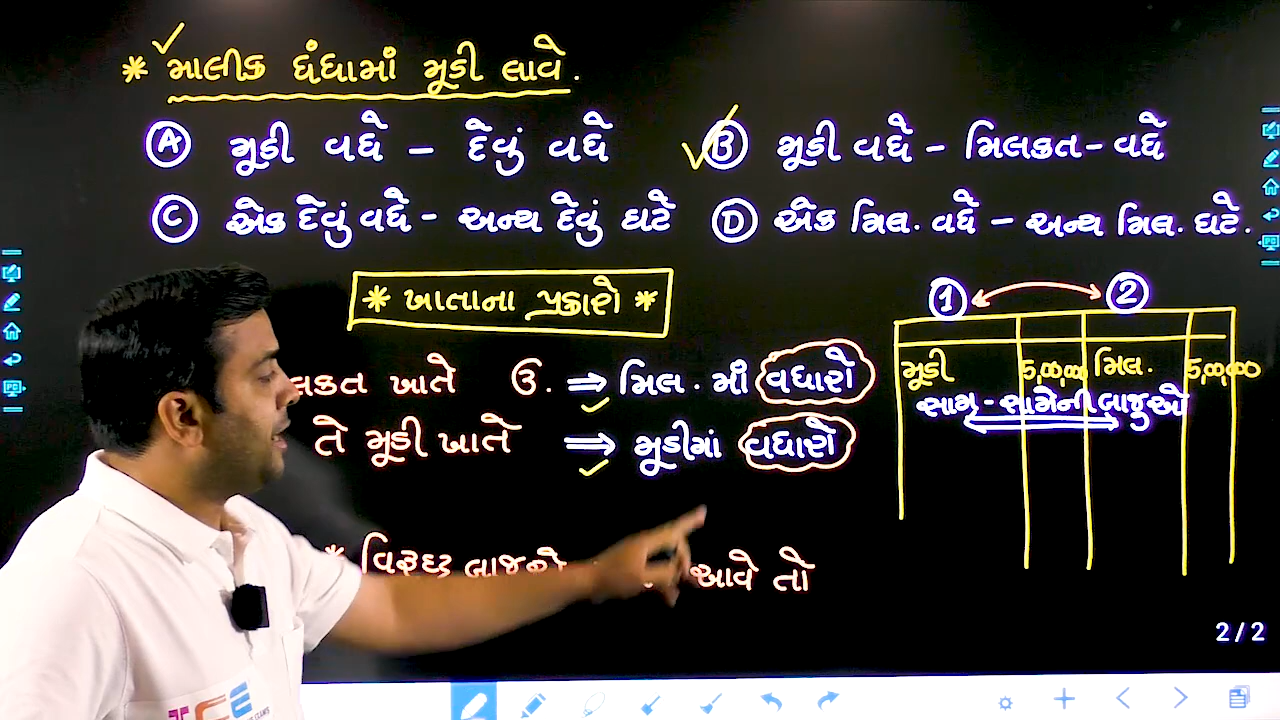 * માલીક ધંધામાં મૂડી લાવે.
A મૂડી વધે – દેવું વધે
B મૂડી વધે – મિલકત – વધે
C એક દેવું વધે – અન્ય દેવું ઘટે
D એક મિલ. વધે – અન્ય મિલ. ઘટે.
* ખાતાના પ્રકારો *
1 2
મૂડી 5,00,000 મિલ. 5,00,000
સામ - સામેની બાજુએ
લકત ખાતે ઉ. ⇒ મિલ. માં વધારો
તે મૂડી ખાતે ⇒ મૂડીમાં વધારો
* વિરૂદ્ધ બાજુએ આવે તો
2 / 2